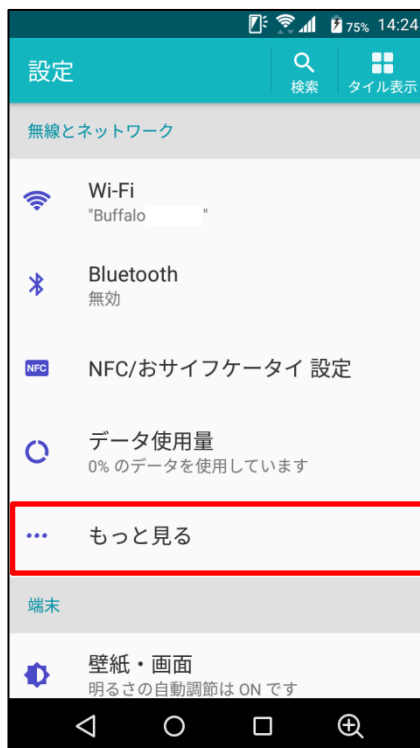 75% 14:24
設定
検索
タイル表示
無線とネットワーク
Wi-Fi
"Buffalo "
Bluetooth
無効
NFC
NFC/おサイフケータイ 設定
データ使用量
0% のデータを使用しています
もっと見る
端末
壁紙・画面
明るさの自動調節は ON です